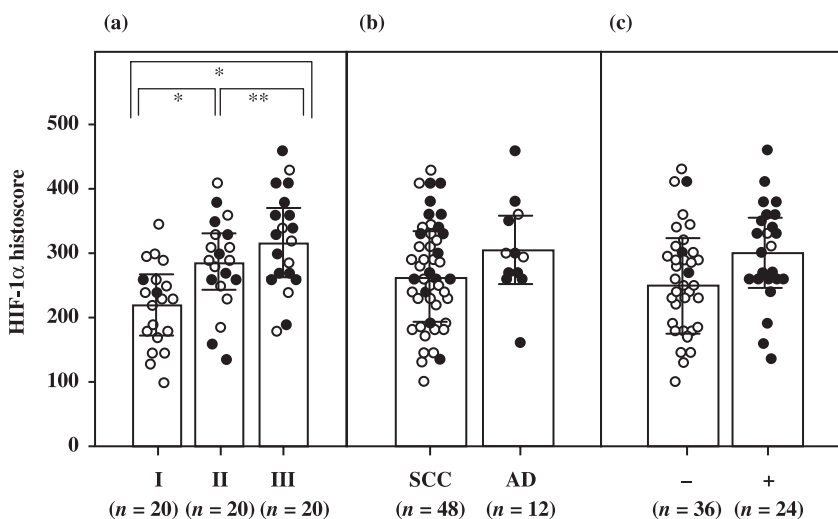 (a) (b) (c)
* 
* **
HIF-1α histoscore
500
400
300
200
100
0
I II III SCC AD – +
(n = 20) (n = 20) (n = 20) (n = 48) (n = 12) (n = 36) (n = 24)